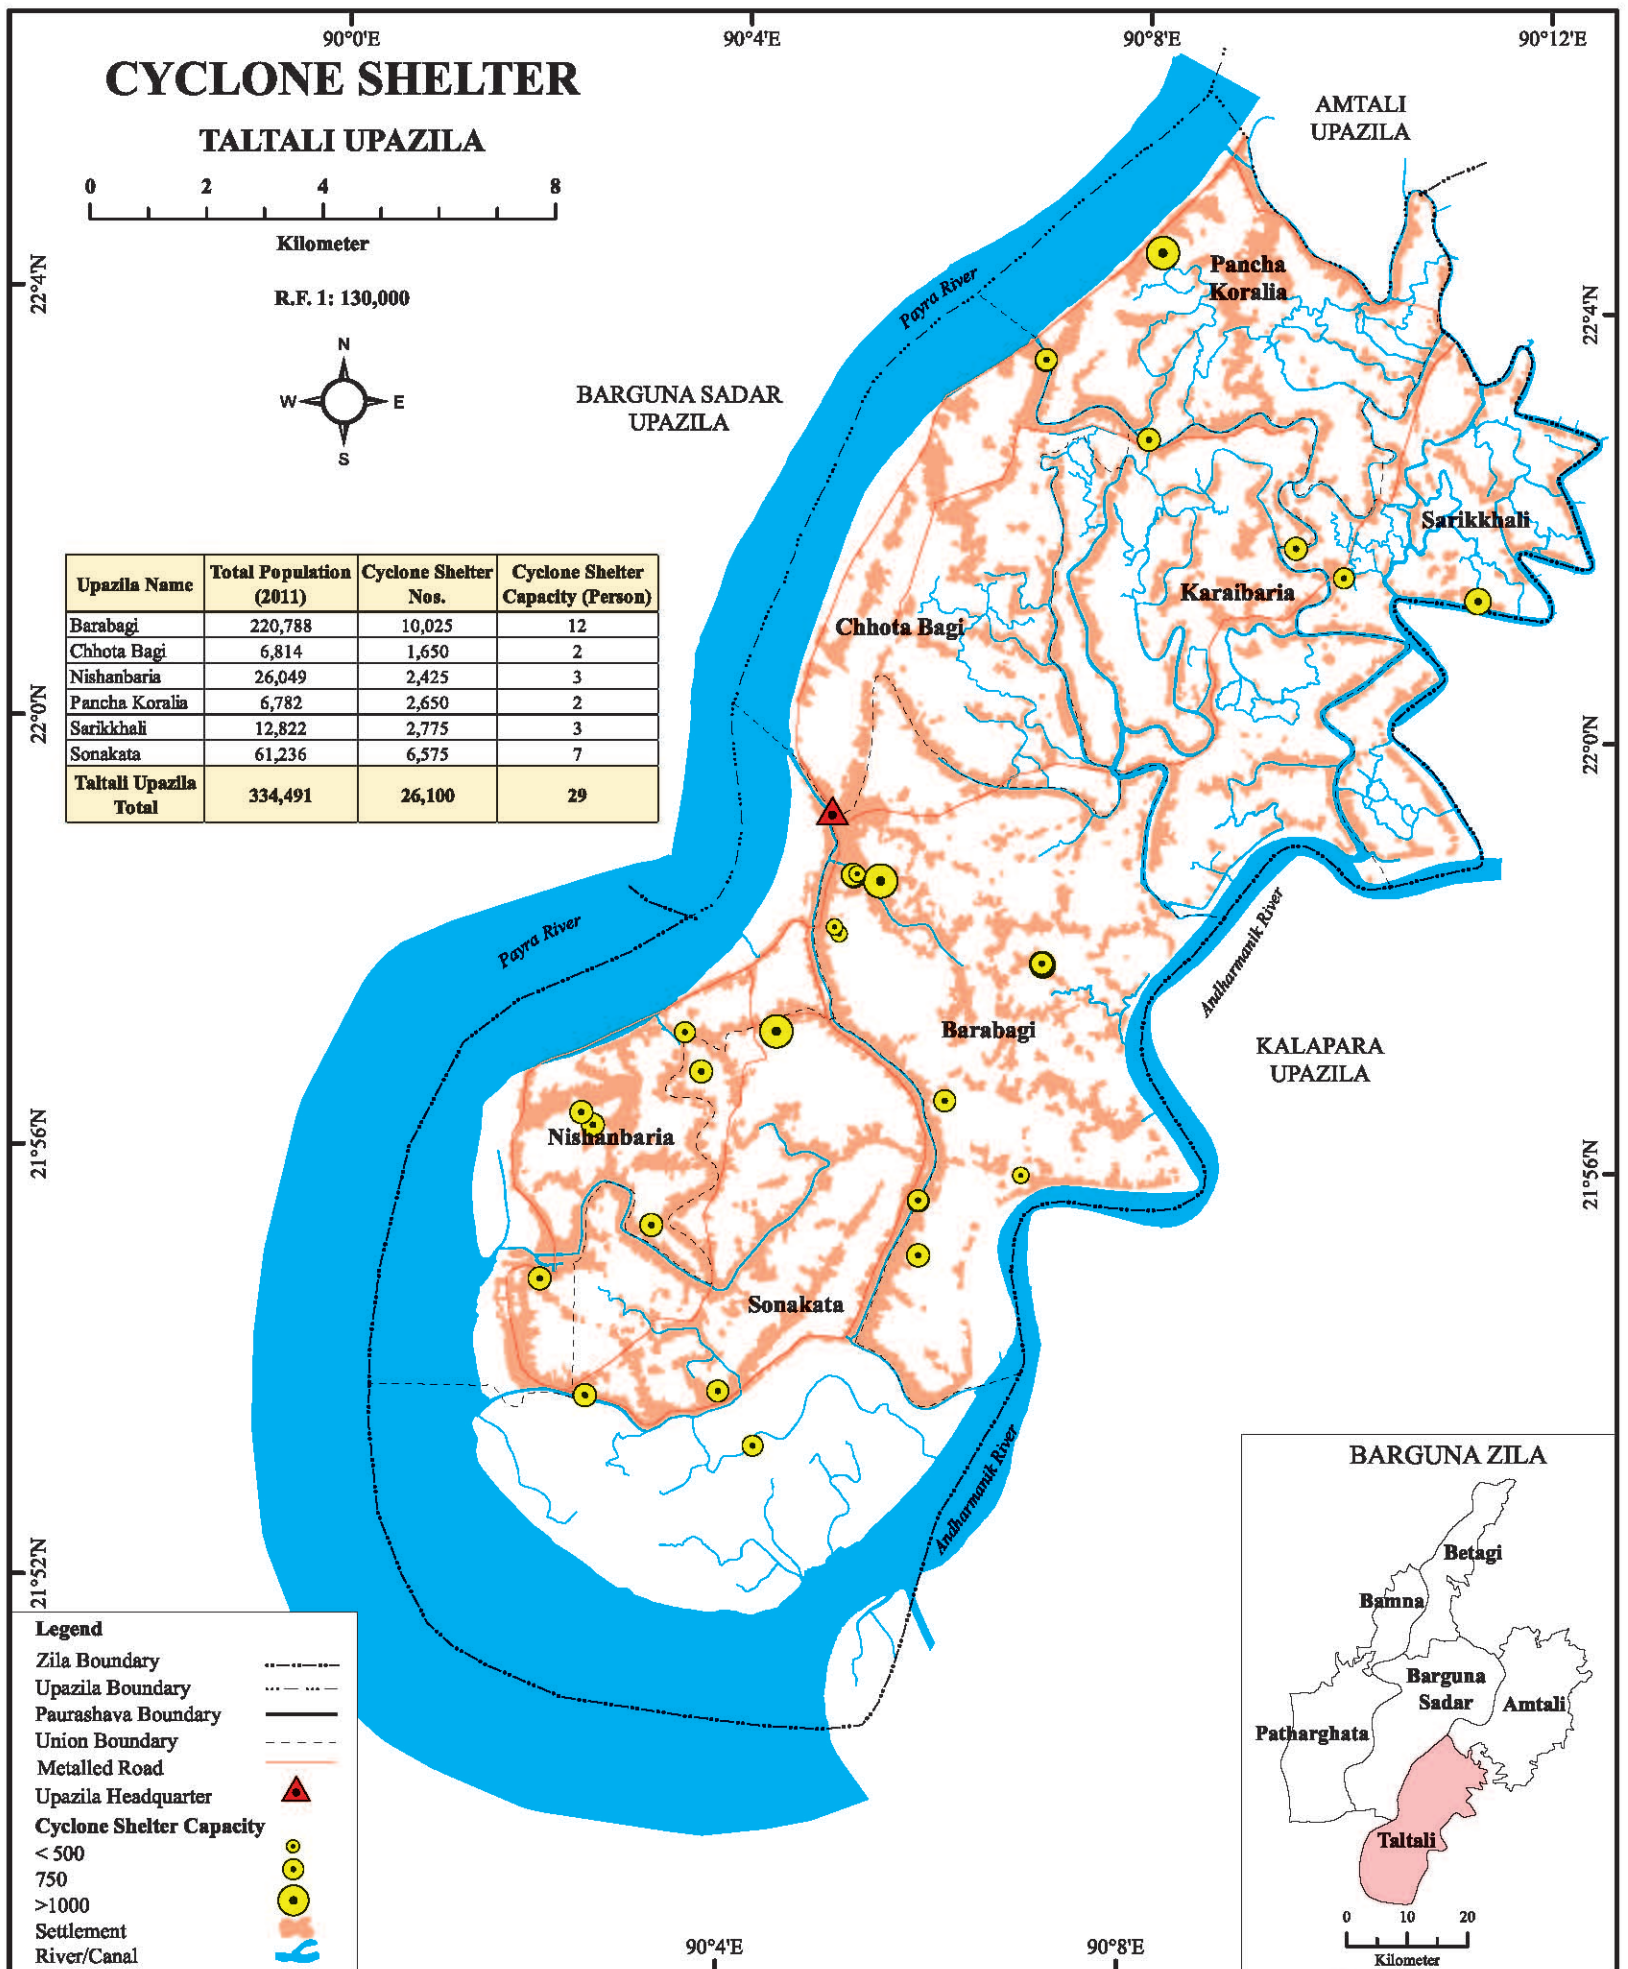 90°0'E
90°4'E
90°8'E
90°12'E
CYCLONE SHELTER
TALTALI UPAZILA
0 2 4 8
Kilometer
R.F. 1: 130,000
N
W E
S
22°4'N
22°0'N
21°56'N
21°52'N
22°4'N
22°0'N
21°56'N
AMTALI
UPAZILA
BARGUNA SADAR
UPAZILA
KALAPARA
UPAZILA
Payra River
Pancha
Koralia
Sarikkhali
Karaibaria
Chhota Bagi
Upazila Name | Total Population (2011) | Cyclone Shelter Nos. | Cyclone Shelter Capacity (Person)
Barabagi 220,788 10,025 12
Chhota Bagi 6,814 1,650 2
Nishanbaria 26,049 2,425 3
Pancha Koralia 6,782 2,650 2
Sarikkhali 12,822 2,775 3
Sonakata 61,236 6,575 7
Taltali Upazila Total 334,491 26,100 29
Payra River
Andharmanik River
Barabagi
Nishanbaria
Sonakata
Andharmanik River
Legend
Zila Boundary
Upazila Boundary
Paurashava Boundary
Union Boundary
Metalled Road
Upazila Headquarter
Cyclone Shelter Capacity
< 500
750
>1000
Settlement
River/Canal
BARGUNA ZILA
Betagi
Bamna
Barguna
Sadar
Amtali
Patharghata
Taltali
0 10 20
Kilometer
90°4'E
90°8'E